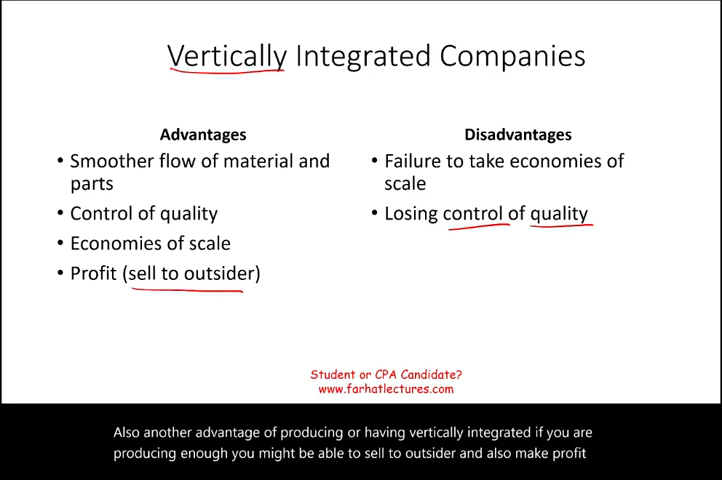 Vertically Integrated Companies
Advantages
• Smoother flow of material and
parts
• Control of quality
• Economies of scale
• Profit (sell to outsider)
Disadvantages
• Failure to take economies of
scale
• Losing control of quality
Student or CPA Candidate?
www.farhatlectures.com
Also another advantage of producing or having vertically integrated if you are
producing enough you might be able to sell to outsider and also make profit